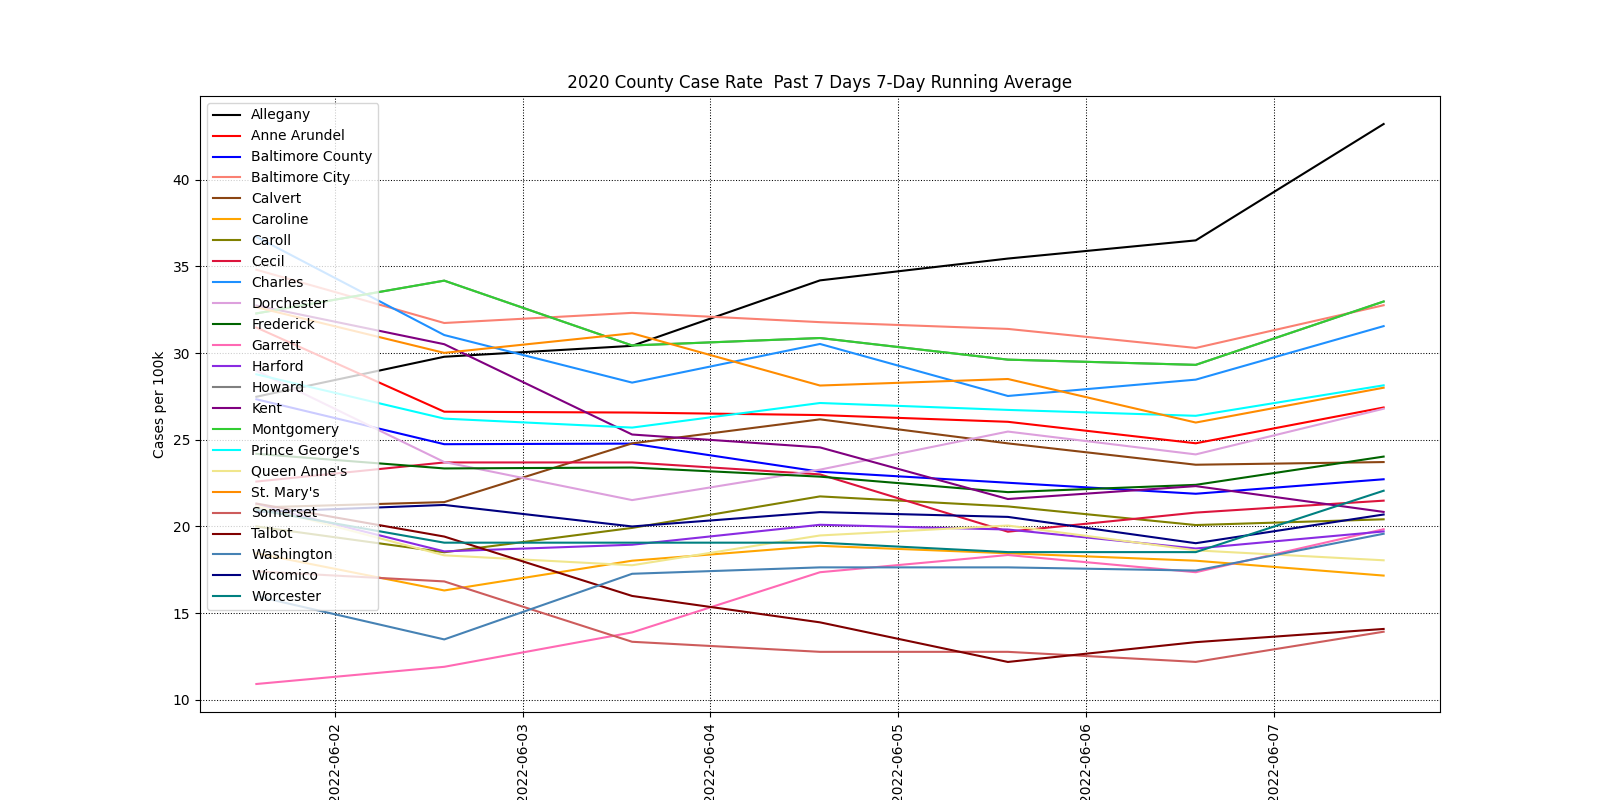 2020 County Case Rate  Past 7 Days 7-Day Running Average
Cases per 100k
40
35
30
25
20
15
10
Allegany
Anne Arundel
Baltimore County
Baltimore City
Calvert
Caroline
Caroll
Cecil
Charles
Dorchester
Frederick
Garrett
Harford
Howard
Kent
Montgomery
Prince George's
Queen Anne's
St. Mary's
Somerset
Talbot
Washington
Wicomico
Worcester
2022-06-02
2022-06-03
2022-06-04
2022-06-05
2022-06-06
2022-06-07